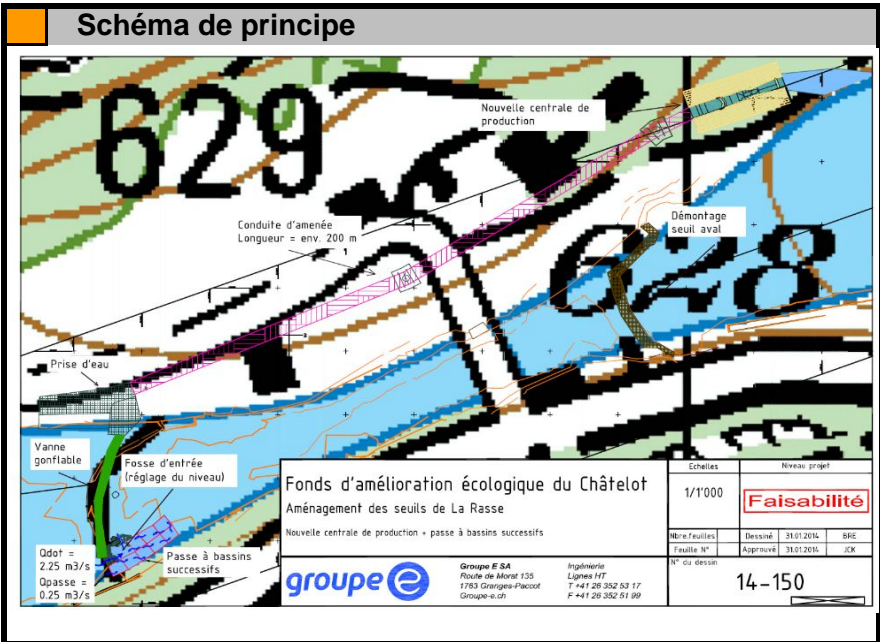 Schéma de principe
629
Nouvelle centrale de
production
Conduite d'amenée
Longueur = env. 200 m
Démontage
seuil aval
628
Prise d'eau
Vanne
gonflable
Fosse d'entrée
(réglage du niveau)
Qdot =
2.25 m3/s
Qpasse =
0.25 m3/s
Passe à bassins
successifs
Fonds d'amélioration écologique du Châtelot
Aménagement des seuils de La Rasse
Nouvelle centrale de production + passe à bassins successifs
Echelles
Niveau projet
1/1'000
Faisabilité
Nbre.feuilles
Dessiné 31.01.2014 BRE
Feuille N°
Approuvé 31.01.2014 JCK
N° du dessin
14-150
groupe e
Groupe E SA
Route de Morat 135
1763 Granges-Paccot
Groupe-e.ch
Ingénierie
Lignes HT
T +41 26 352 53 17
F +41 26 352 51 99